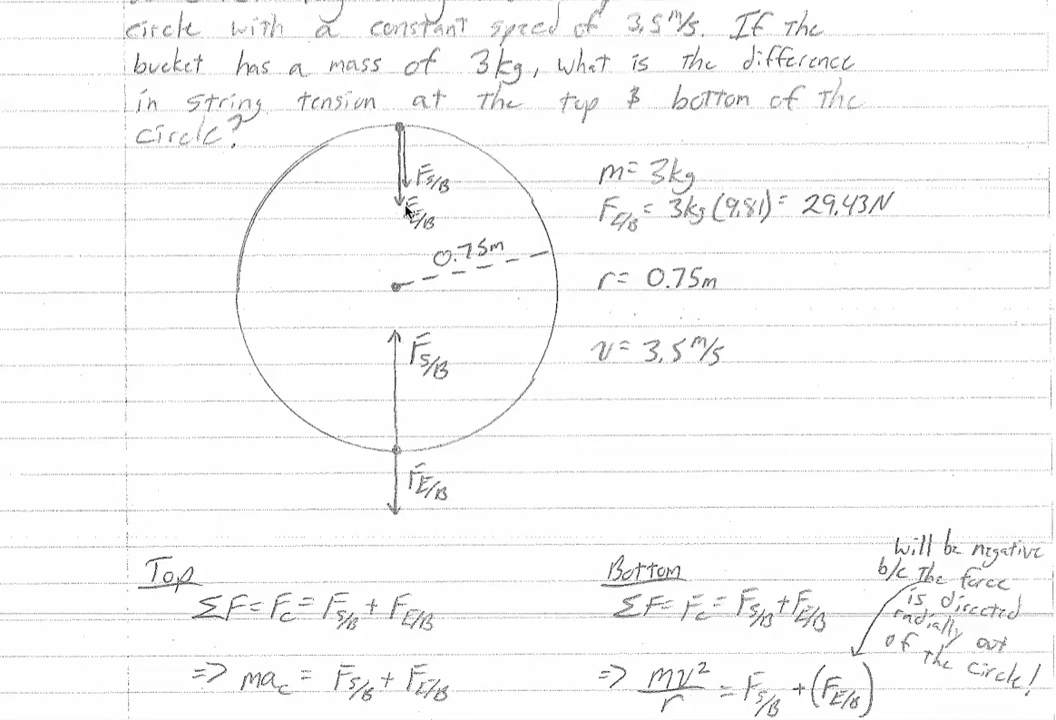 circle with a constant speed of 3.5 m/s. If the
bucket has a mass of 3kg, what is the difference
in string tension at the top & bottom of the
circle?
F S/B
F E/B
0.75m
m = 3kg
F E/B = 3kg (9.81) = 29.43 N
r = 0.75m
v = 3.5 m/s
F S/B
F E/B
Top
ΣF = Fc = F S/B + F E/B
=> mac = F S/B + F E/B
Bottom
ΣF = Fc = F S/B + F E/B
=> mv²/r = F S/B + (F E/B)
will be negative
b/c the force
is directed
radially out
of the circle!